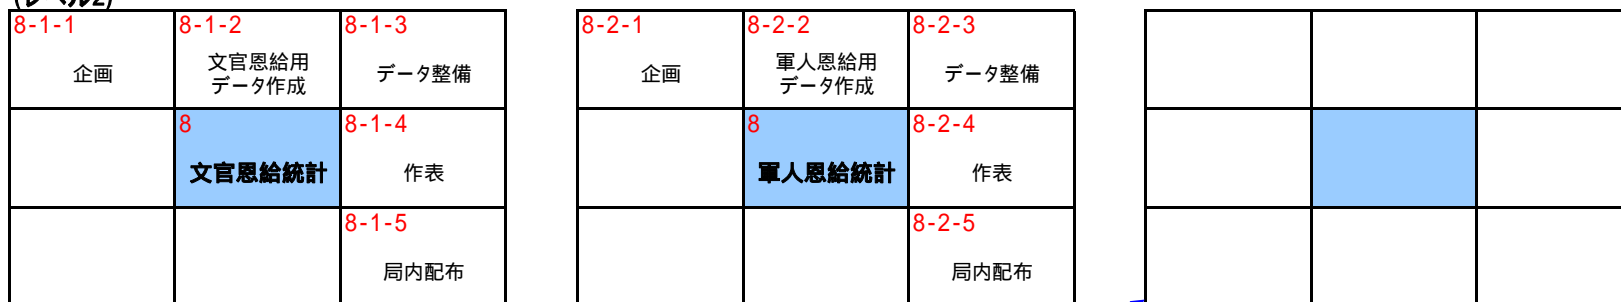 (レベル2)
8-1-1
企画
8-1-2
文官恩給用
データ作成
8-1-3
データ整備
8
文官恩給統計
8-1-4
作表
8-1-5
局内配布
8-2-1
企画
8-2-2
軍人恩給用
データ作成
8-2-3
データ整備
8
軍人恩給統計
8-2-4
作表
8-2-5
局内配布